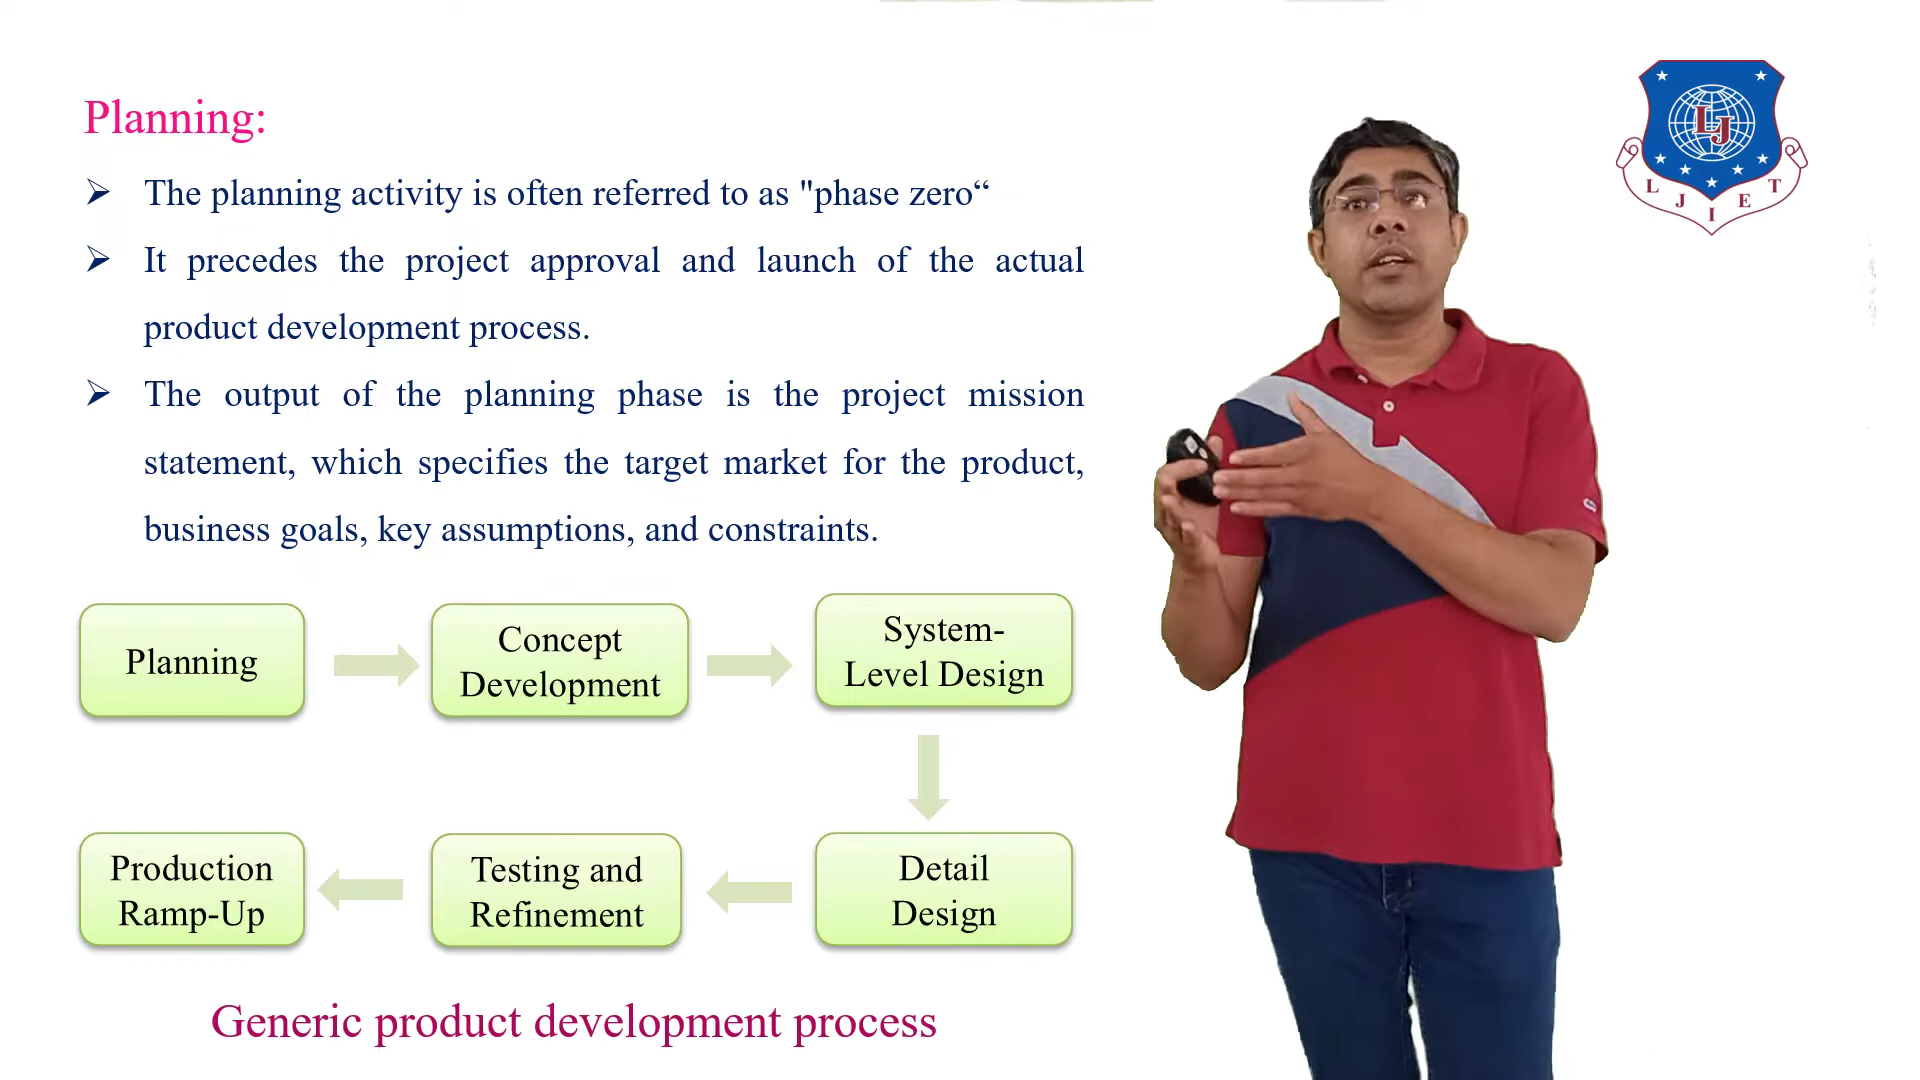 Planning:
The planning activity is often referred to as "phase zero“
It precedes the project approval and launch of the actual
product development process.
The output of the planning phase is the project mission
statement, which specifies the target market for the product,
business goals, key assumptions, and constraints.
Planning
Concept
Development
System-
Level Design
Production
Ramp-Up
Testing and
Refinement
Detail
Design
Generic product development process
LJ
L J I E T